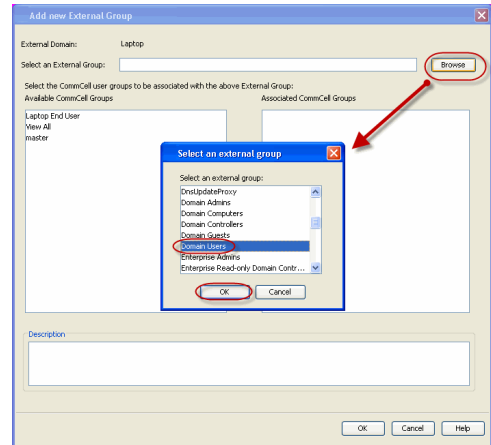 Add new External Group
External Domain: Laptop
Select an External Group: Browse
Select the CommCell user groups to be associated with the above External Group:
Available CommCell Groups Associated CommCell Groups
Laptop End User
View All
master
Select an external group
Select an external group:
DnsUpdateProxy
Domain Admins
Domain Computers
Domain Controllers
Domain Guests
Domain Users
Enterprise Admins
Enterprise Read-only Domain Contr...
OK Cancel
Description
OK Cancel Help